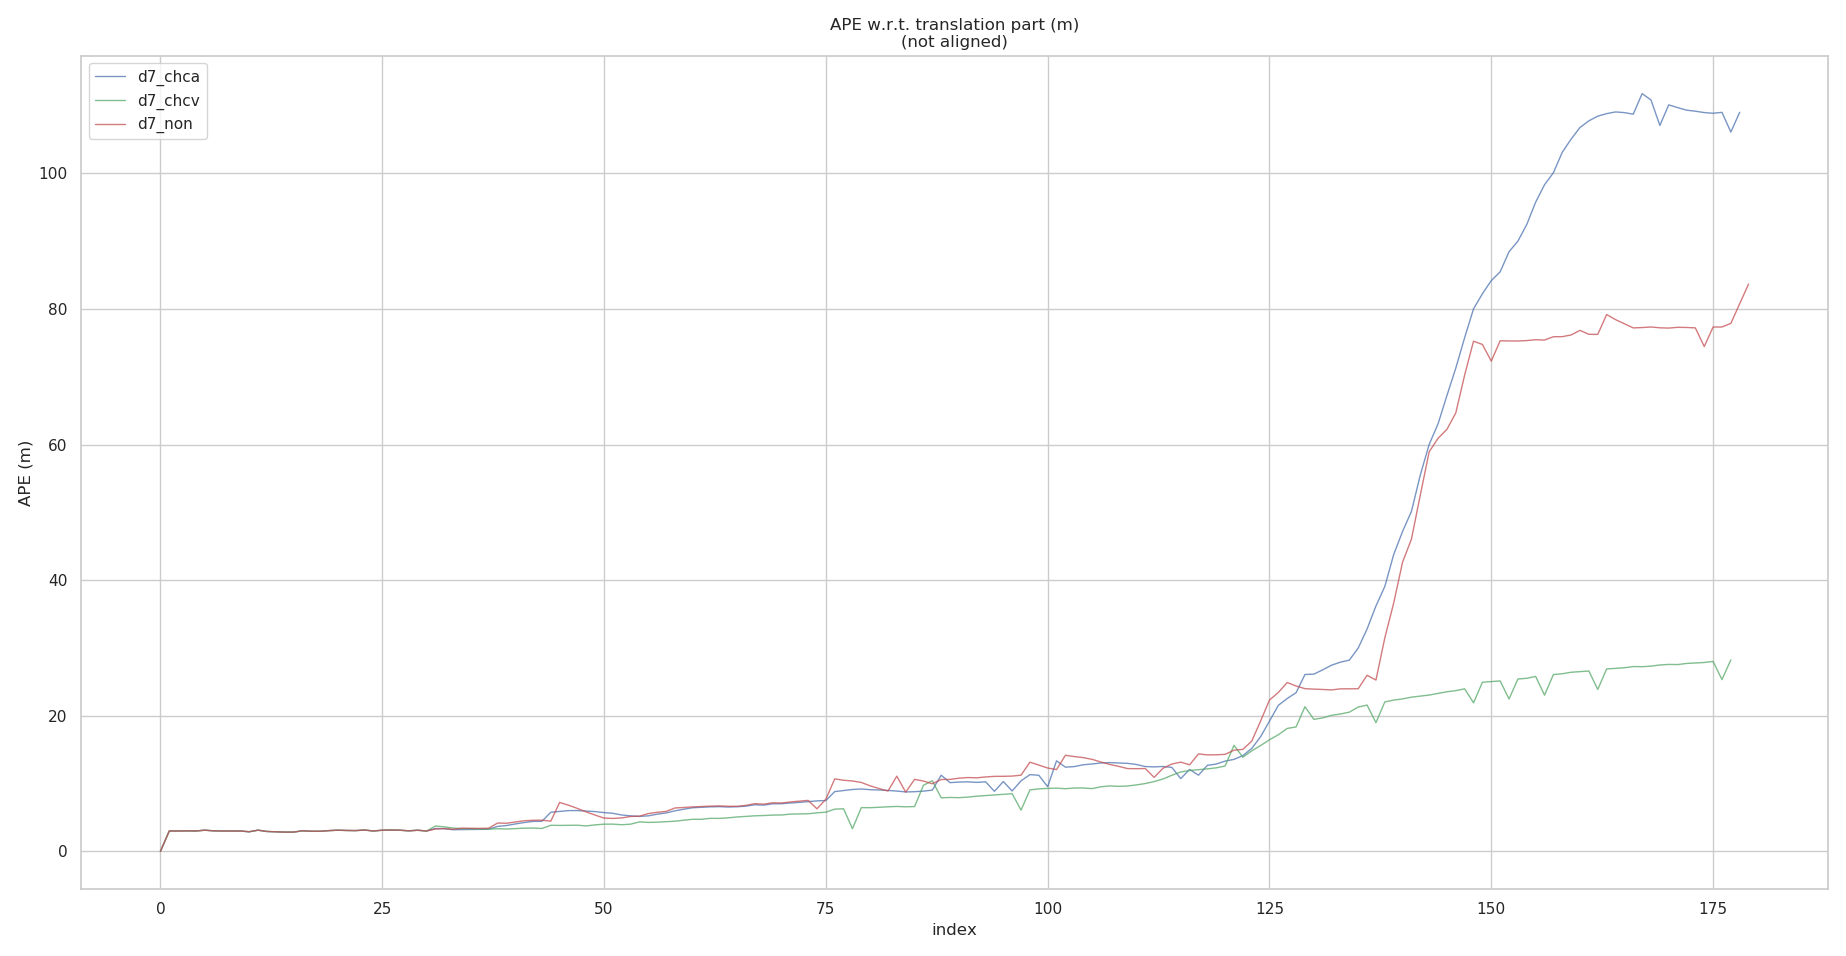 APE w.r.t. translation part (m)
(not aligned)
d7_chca
d7_chcv
d7_non
100
80
60
40
20
0
APE (m)
0 25 50 75 100 125 150 175
index